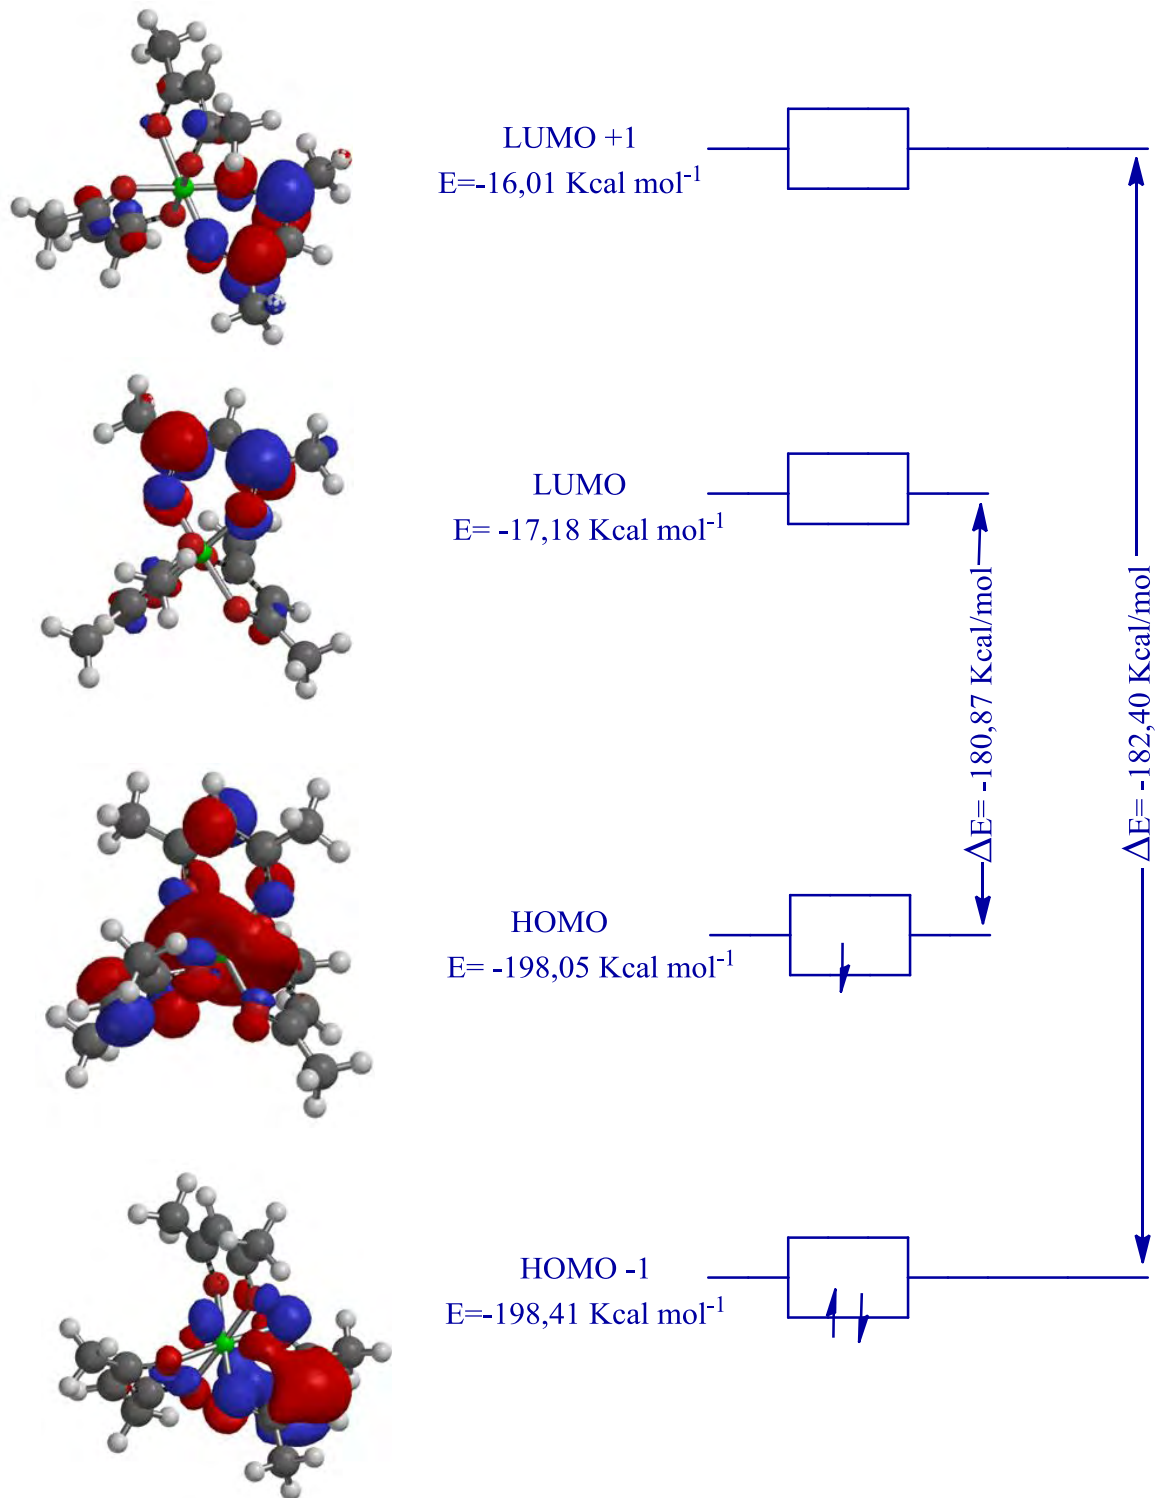 LUMO +1
E=-16,01 Kcal mol⁻¹
LUMO
E= -17,18 Kcal mol⁻¹
ΔE= -180,87 Kcal/mol
ΔE= -182,40 Kcal/mol
HOMO
E= -198,05 Kcal mol⁻¹
HOMO -1
E=-198,41 Kcal mol⁻¹